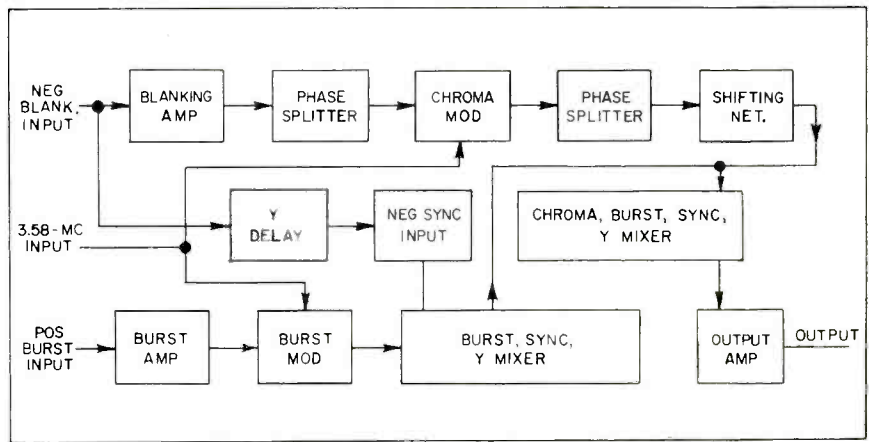 NEG
BLANK.
INPUT
BLANKING
AMP
PHASE
SPLITTER
CHROMA
MOD
PHASE
SPLITTER
SHIFTING
NET.
3.58-MC
INPUT
Y
DELAY
NEG SYNC
INPUT
CHROMA, BURST, SYNC,
Y MIXER
POS
BURST
INPUT
BURST
AMP
BURST
MOD
BURST, SYNC,
Y MIXER
OUTPUT
AMP
OUTPUT